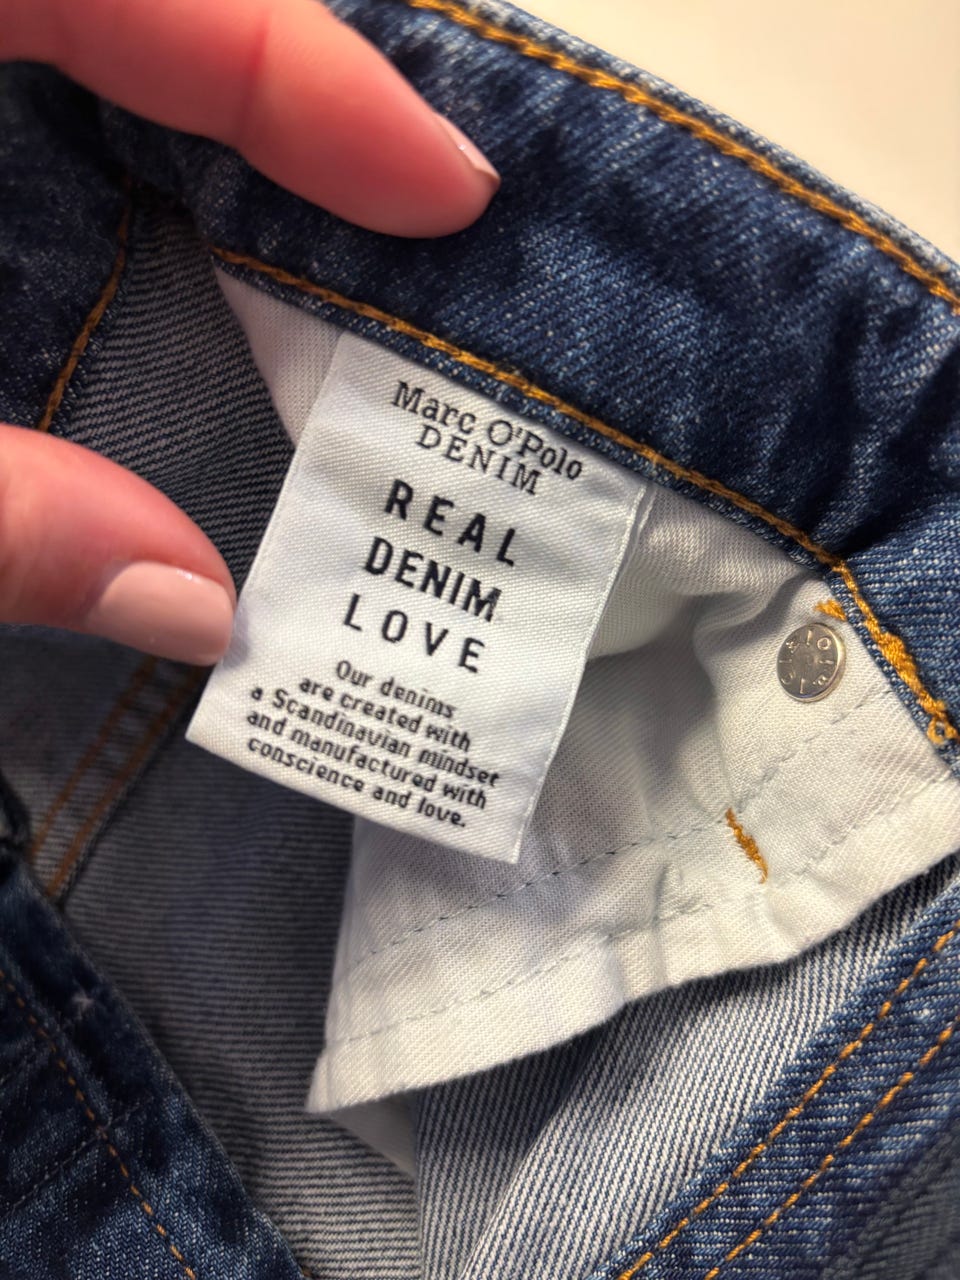 Marc O'Polo
DENIM
REAL
DENIM
LOVE
Our denims
are created with
a Scandinavian mindset
and manufactured with
conscience and love.